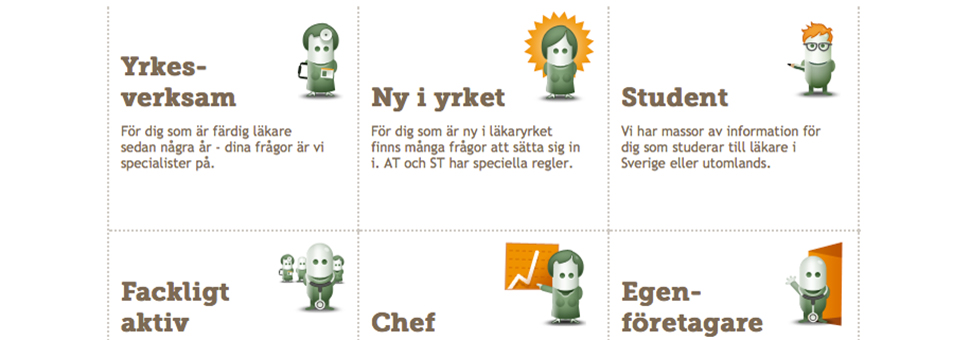 Yrkes-
verksam
För dig som är färdig läkare
sedan några år - dina frågor är vi
specialister på.
Ny i yrket
För dig som är ny i läkaryrket
finns många frågor att sätta sig in
i. AT och ST har speciella regler.
Student
Vi har massor av information för
dig som studerar till läkare i
Sverige eller utomlands.
Fackligt
aktiv
Chef
Egen-
företagare